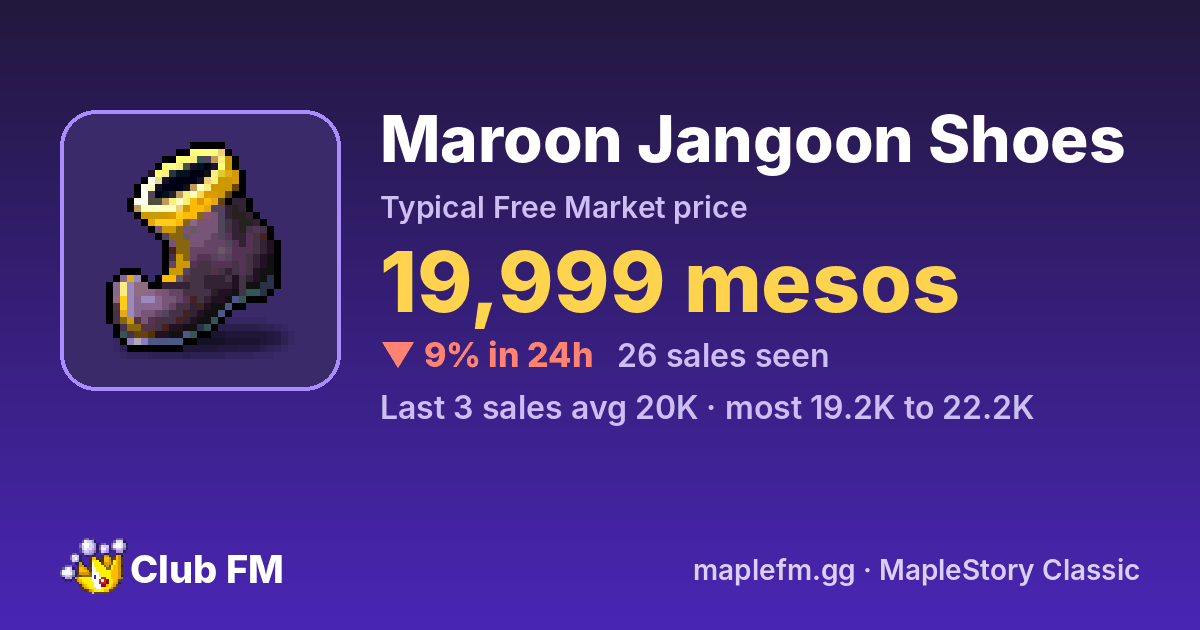 Maroon Jangoon Shoes
Typical Free Market price
19,999 mesos
▼ 9% in 24h 26 sales seen
Last 3 sales avg 20K · most 19.2K to 22.2K
Club FM
maplefm.gg · MapleStory Classic